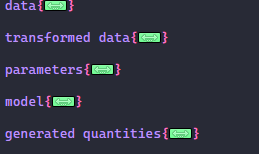 data{↔}
transformed data{↔}
parameters{↔}
model{↔}
generated quantities{↔}